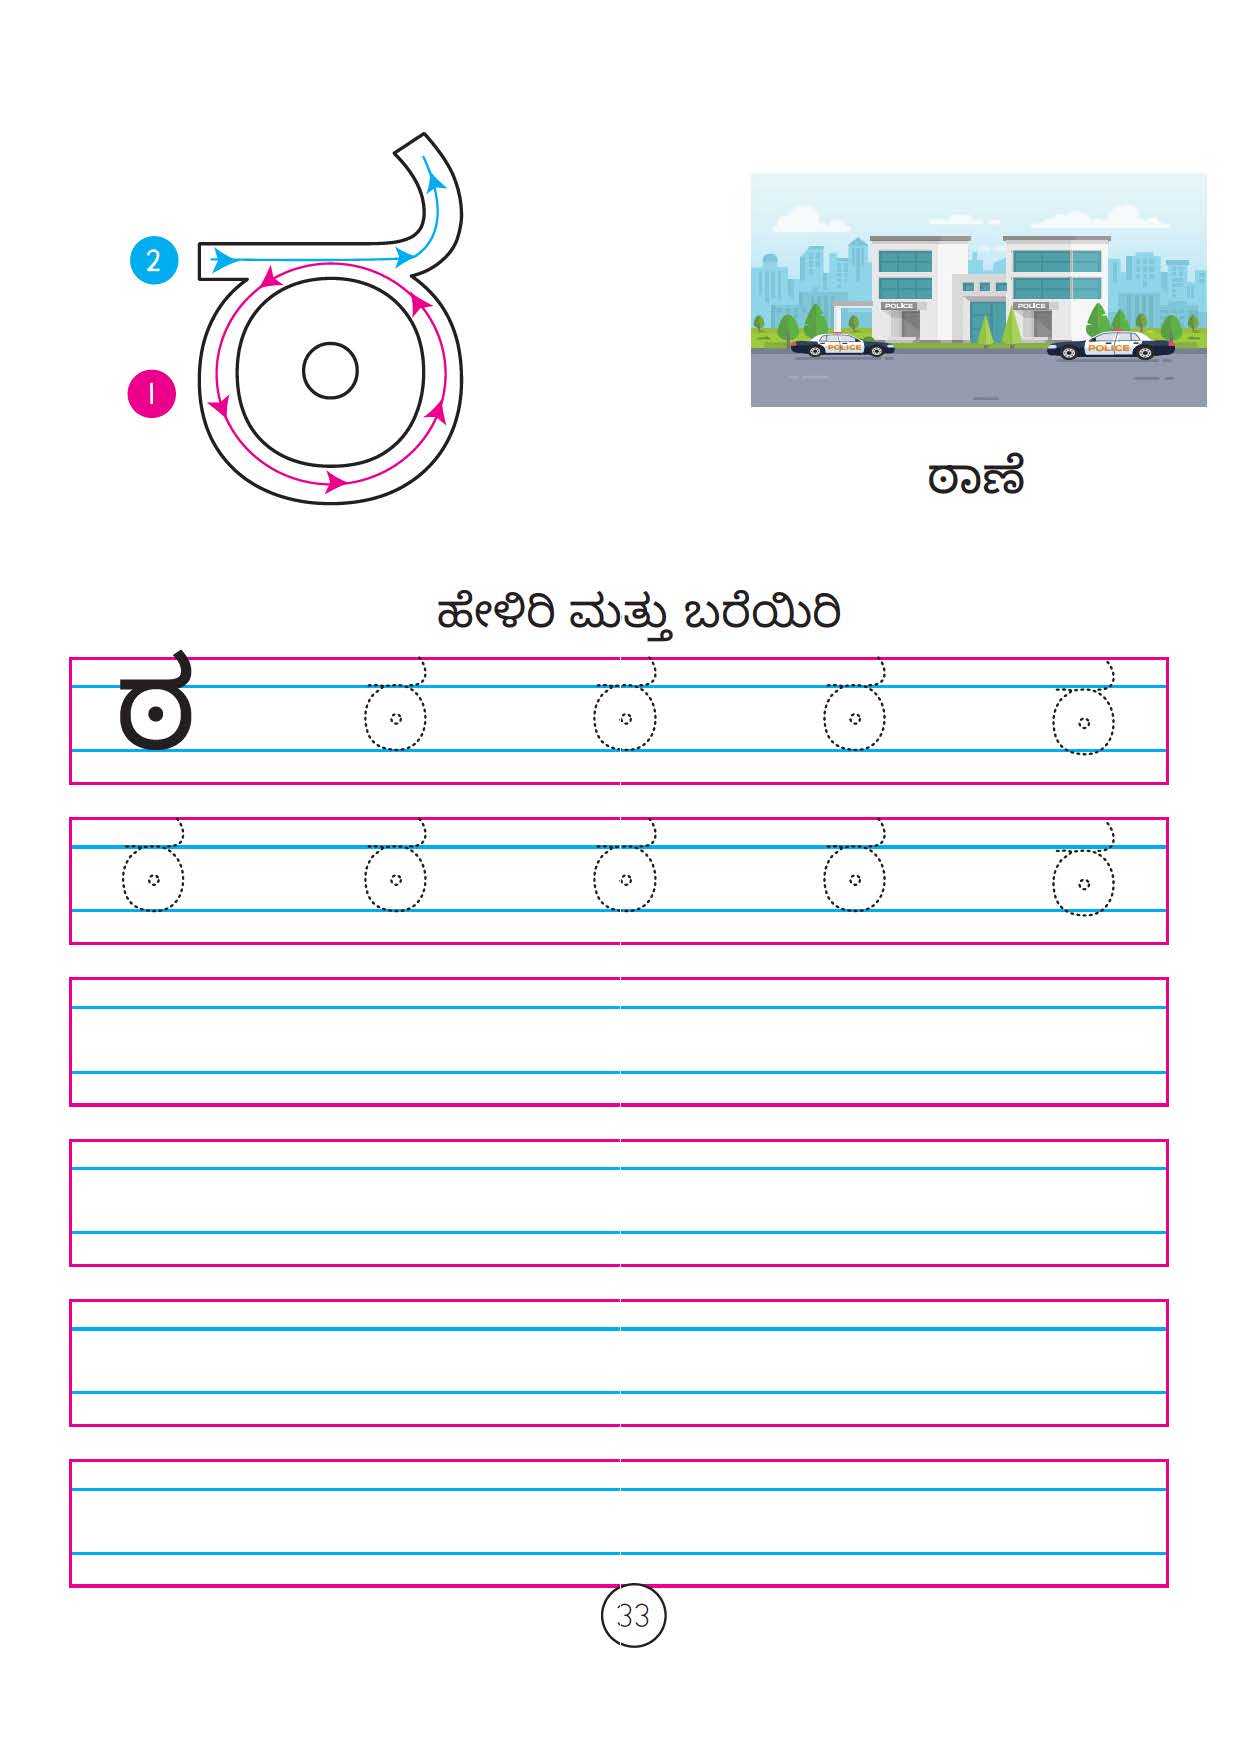 ಠ
2
1
POLICE POLICE
POLICE POLICE
ಠಾಣೆ
ಹೇಳಿರಿ ಮತ್ತು ಬರೆಯಿರಿ
ಠ ಠ ಠ ಠ ಠ
ಠ ಠ ಠ ಠ ಠ
33